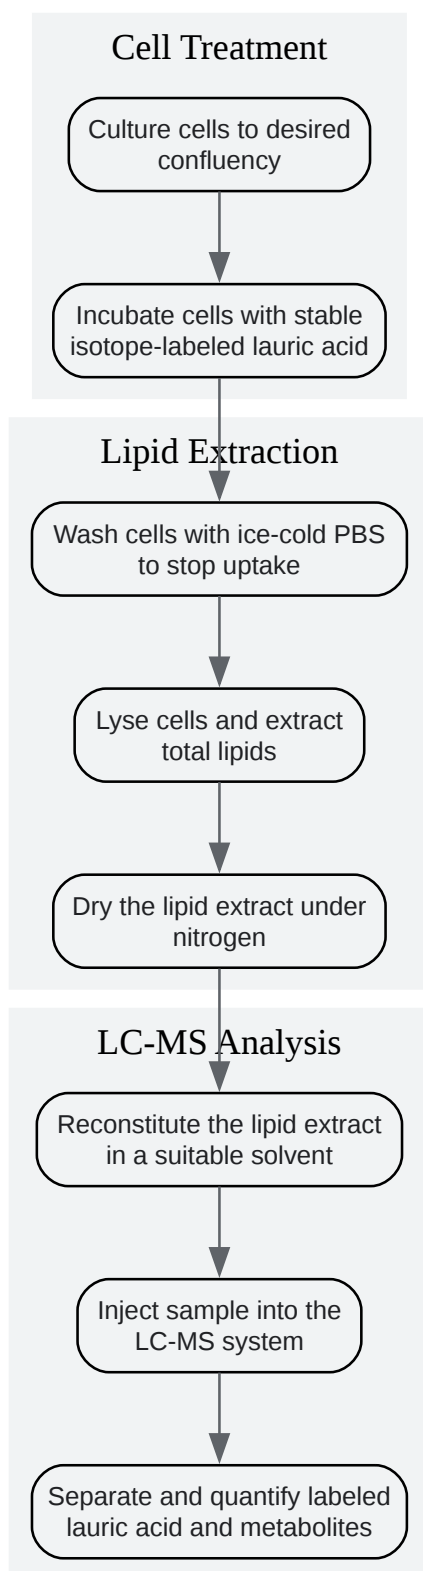 Cell Treatment
Culture cells to desired
confluency
Incubate cells with stable
isotope-labeled lauric acid
Lipid Extraction
Wash cells with ice-cold PBS
to stop uptake
Lyse cells and extract
total lipids
Dry the lipid extract under
nitrogen
LC-MS Analysis
Reconstitute the lipid extract
in a suitable solvent
Inject sample into the
LC-MS system
Separate and quantify labeled
lauric acid and metabolites